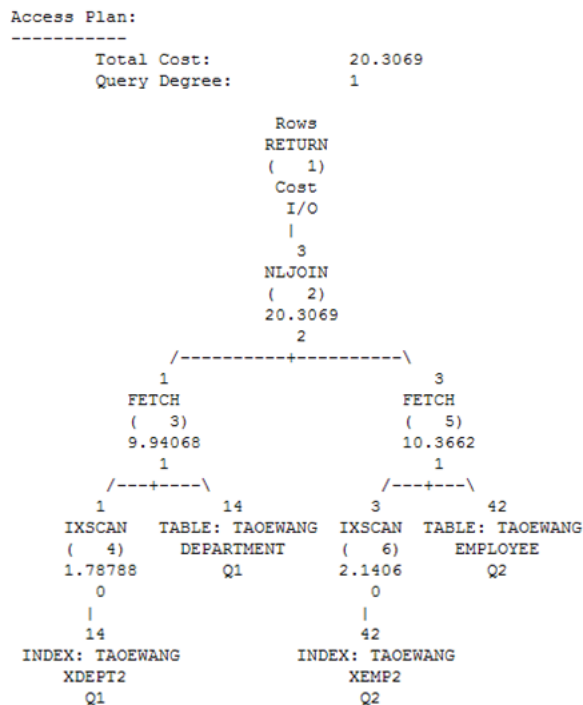 Access Plan:
-----------
        Total Cost:             20.3069
        Query Degree:           1

                              Rows
                             RETURN
                             (   1)
                              Cost
                               I/O
                               |
                                3
                             NLJOIN
                             (   2)
                             20.3069
                                2
                  /----------+----------\
                 1                          3
              FETCH                       FETCH
              (   3)                      (   5)
              9.94068                     10.3662
                 1                          1
           /---+----\                  /---+---\
          1          14               3          42
       IXSCAN   TABLE: TAOEWANG   IXSCAN   TABLE: TAOEWANG
       (   4)     DEPARTMENT      (   6)      EMPLOYEE
       1.78788        Q1          2.1406         Q2
          0                           0
         |                           |
         14                          42
  INDEX: TAOEWANG             INDEX: TAOEWANG
       XDEPT2                       XEMP2
         Q1                          Q2